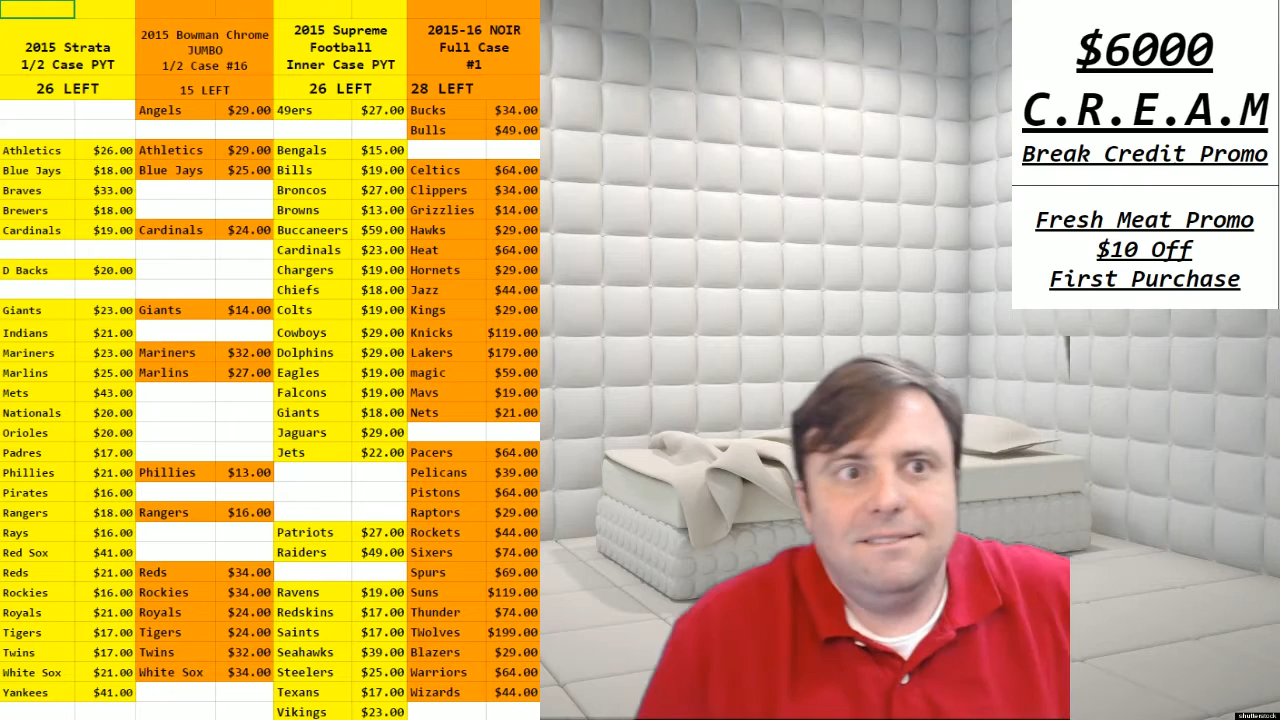 2015 Strata
1/2 Case PYT
26 LEFT
Athletics $26.00
Blue Jays $18.00
Braves $33.00
Brewers $18.00
Cardinals $19.00
D Backs $20.00
Giants $23.00
Indians $21.00
Mariners $23.00
Marlins $25.00
Mets $43.00
Nationals $20.00
Orioles $20.00
Padres $17.00
Phillies $21.00
Pirates $16.00
Rangers $18.00
Rays $16.00
Red Sox $41.00
Reds $21.00
Rockies $16.00
Royals $21.00
Tigers $17.00
Twins $17.00
White Sox $21.00
Yankees $41.00
2015 Bowman Chrome
JUMBO
1/2 Case #16
15 LEFT
Angels $29.00
Athletics $29.00
Blue Jays $25.00
Cardinals $24.00
Giants $14.00
Mariners $32.00
Marlins $27.00
Phillies $13.00
Rangers $16.00
Reds $34.00
Rockies $34.00
Royals $24.00
Tigers $24.00
Twins $32.00
White Sox $34.00
2015 Supreme
Football
Inner Case PYT
26 LEFT
49ers $27.00
Bengals $15.00
Bills $19.00
Broncos $27.00
Browns $13.00
Buccaneers $59.00
Cardinals $23.00
Chargers $19.00
Chiefs $18.00
Colts $19.00
Cowboys $29.00
Dolphins $29.00
Eagles $19.00
Falcons $19.00
Giants $18.00
Jaguars $29.00
Jets $22.00
Patriots $27.00
Raiders $49.00
Ravens $19.00
Redskins $17.00
Saints $17.00
Seahawks $39.00
Steelers $25.00
Texans $17.00
Vikings $23.00
2015-16 NOIR
Full Case
#1
28 LEFT
Bucks $34.00
Bulls $49.00
Celtics $64.00
Clippers $34.00
Grizzlies $14.00
Hawks $29.00
Heat $64.00
Hornets $29.00
Jazz $44.00
Kings $29.00
Knicks $119.00
Lakers $179.00
magic $59.00
Mavs $19.00
Nets $21.00
Pacers $64.00
Pelicans $39.00
Pistons $64.00
Raptors $29.00
Rockets $44.00
Sixers $74.00
Spurs $69.00
Suns $119.00
Thunder $74.00
TWolves $199.00
Blazers $29.00
Warriors $64.00
Wizards $44.00
$6000
C.R.E.A.M
Break Credit Promo
Fresh Meat Promo
$10 Off
First Purchase
shutterstock